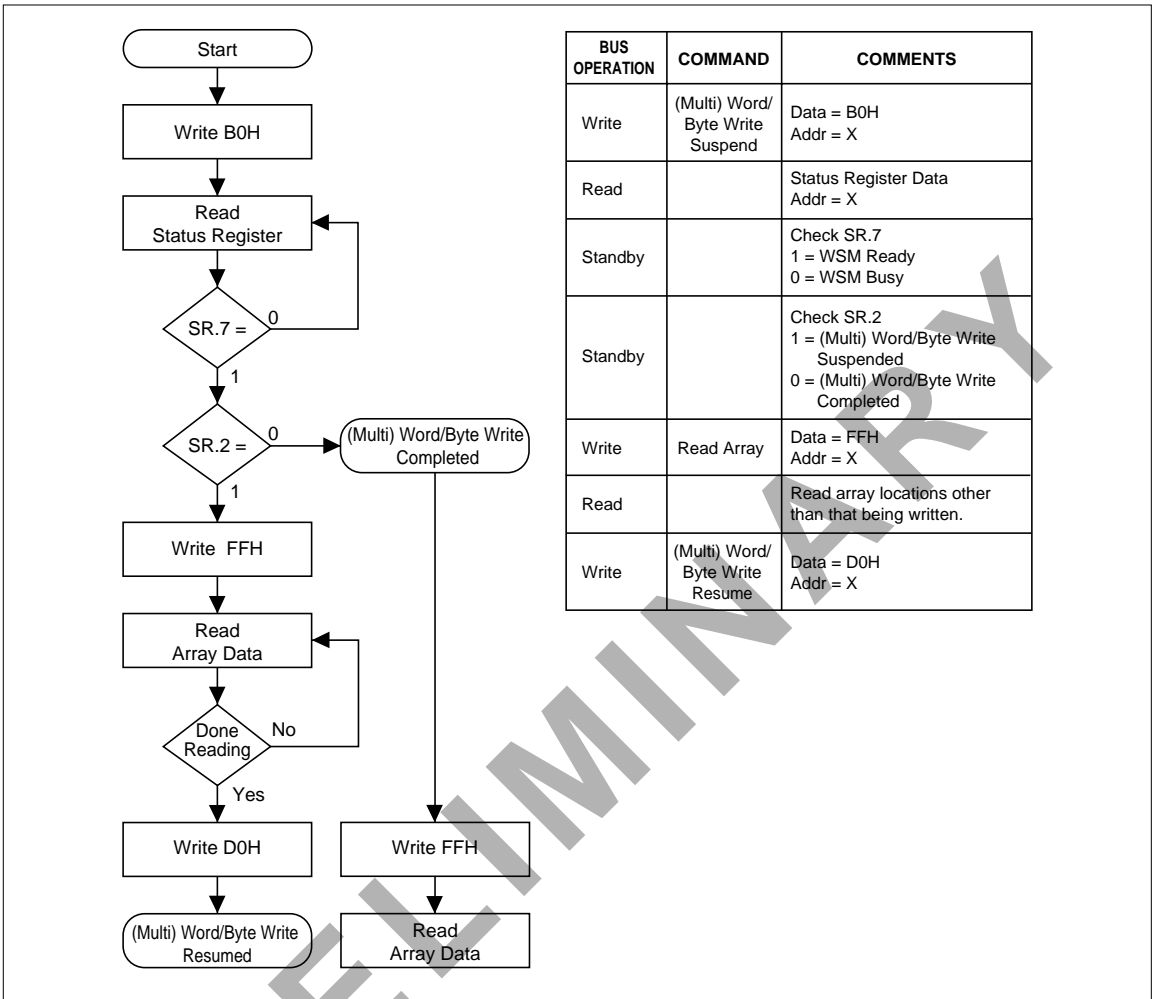 Start
Write B0H
Read
Status Register
SR.7 =
0
1
SR.2 =
0
(Multi) Word/Byte Write
Completed
1
Write FFH
Read
Array Data
Done
Reading
No
Yes
Write D0H
Write FFH
(Multi) Word/Byte Write
Resumed
Read
Array Data
BUS
OPERATION
COMMAND
COMMENTS
Write
(Multi) Word/
Byte Write
Suspend
Data = B0H
Addr = X
Read
Status Register Data
Addr = X
Standby
Check SR.7
1 = WSM Ready
0 = WSM Busy
Standby
Check SR.2
1 = (Multi) Word/Byte Write
Suspended
0 = (Multi) Word/Byte Write
Completed
Write
Read Array
Data = FFH
Addr = X
Read
Read array locations other
than that being written.
Write
(Multi) Word/
Byte Write
Resume
Data = D0H
Addr = X
ELIMINARY